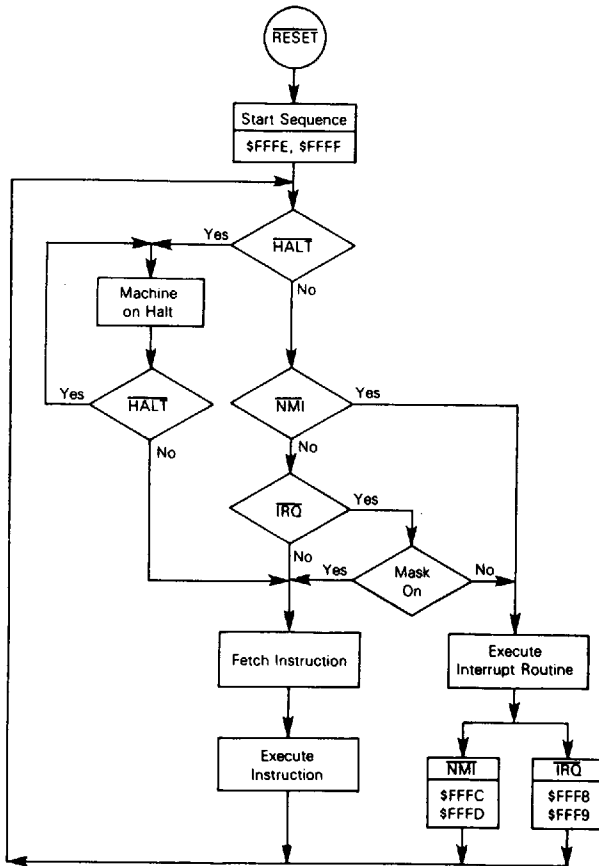 RESET
Start Sequence
$FFFE, $FFFF
Yes
HALT
No
Machine
on Halt
Yes
HALT
No
NMI
Yes
No
IRQ
Yes
No
Yes
Mask
On
No
Fetch Instruction
Execute
Interrupt Routine
Execute
Instruction
NMI
$FFFC
$FFFD
IRQ
$FFF8
$FFF9